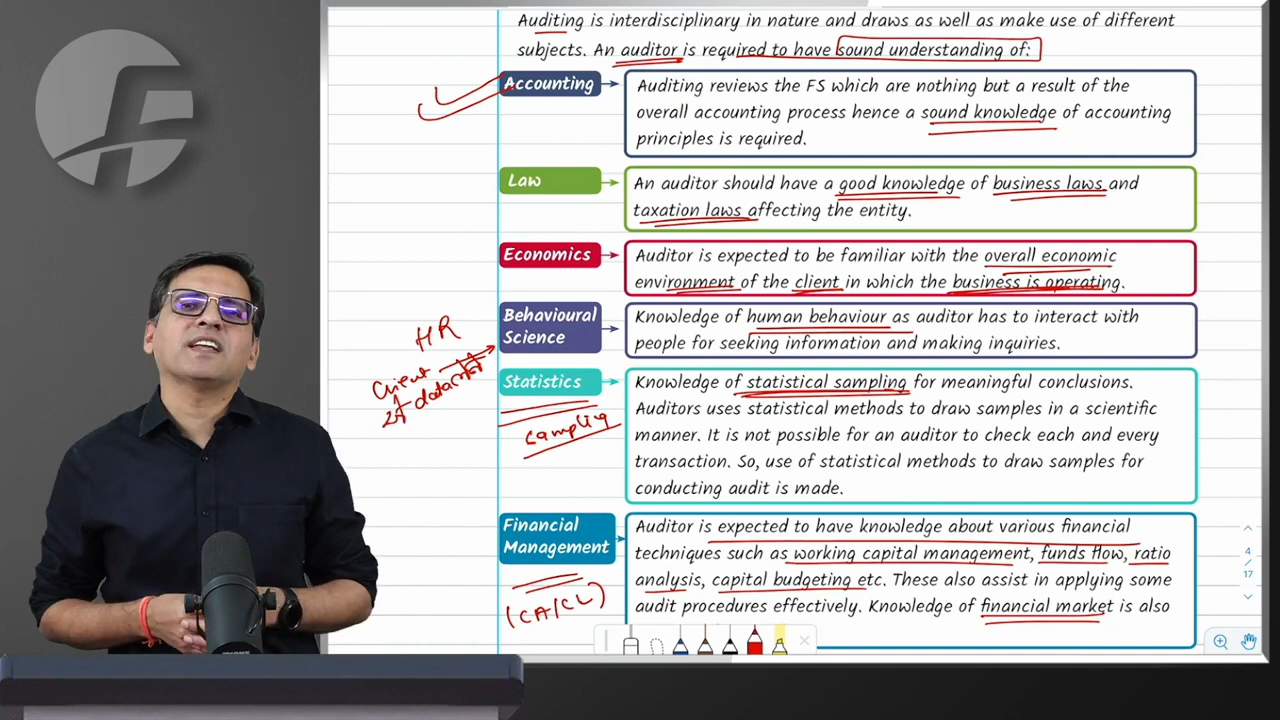 Auditing is interdisciplinary in nature and draws as well as make use of different
subjects. An auditor is required to have sound understanding of:
Accounting
Auditing reviews the FS which are nothing but a result of the
overall accounting process hence a sound knowledge of accounting
principles is required.
Law
An auditor should have a good knowledge of business laws and
taxation laws affecting the entity.
Economics
Auditor is expected to be familiar with the overall economic
environment of the client in which the business is operating.
Behavioural
Science
Knowledge of human behaviour as auditor has to interact with
people for seeking information and making inquiries.
HR
Client
Statistics
Knowledge of statistical sampling for meaningful conclusions.
Auditors uses statistical methods to draw samples in a scientific
manner. It is not possible for an auditor to check each and every
transaction. So, use of statistical methods to draw samples for
conducting audit is made.
sampling
Financial
Management
Auditor is expected to have knowledge about various financial
techniques such as working capital management, funds flow, ratio
analysis, capital budgeting etc. These also assist in applying some
audit procedures effectively. Knowledge of financial market is also
(CA/CL)
4
/
17